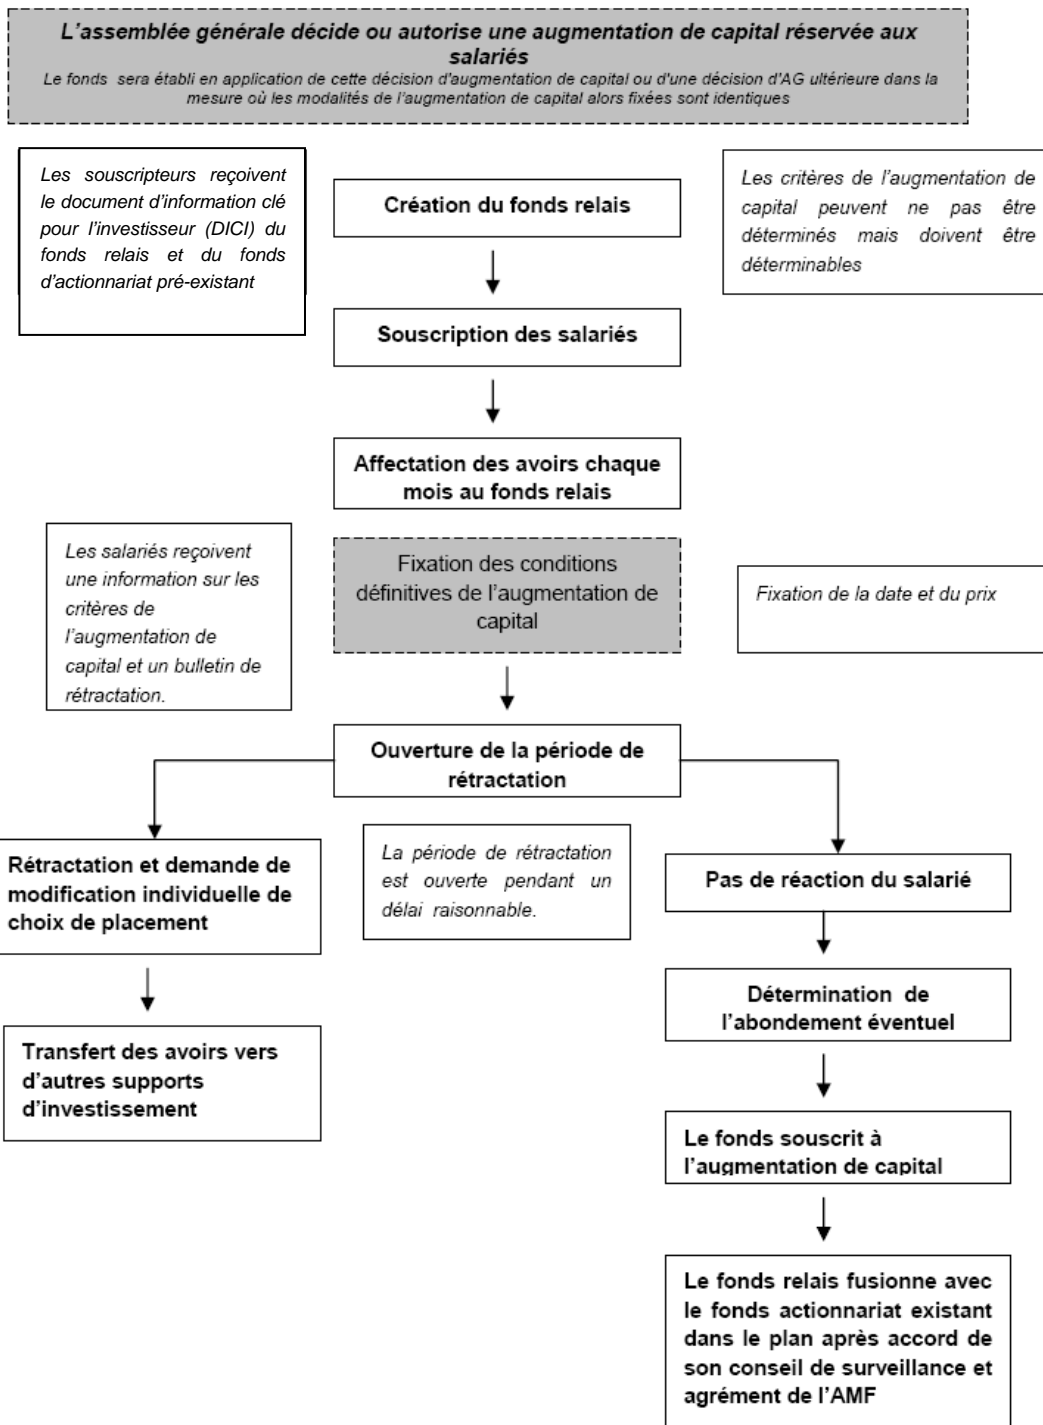 L'assemblée générale décide ou autorise une augmentation de capital réservée aux
salariés
Le fonds sera établi en application de cette décision d'augmentation de capital ou d'une décision d'AG ultérieure dans la
mesure où les modalités de l'augmentation de capital alors fixées sont identiques
Les souscripteurs reçoivent
le document d'information clé
pour l'investisseur (DICI) du
fonds relais et du fonds
d'actionnariat pré-existant
Création du fonds relais
Les critères de l'augmentation de
capital peuvent ne pas être
déterminés mais doivent être
déterminables
Souscription des salariés
Affectation des avoirs chaque
mois au fonds relais
Les salariés reçoivent
une information sur les
critères de
l'augmentation de
capital et un bulletin de
rétractation.
Fixation des conditions
définitives de l'augmentation de
capital
Fixation de la date et du prix
Ouverture de la période de
rétractation
Rétractation et demande de
modification individuelle de
choix de placement
La période de rétractation
est ouverte pendant un
délai raisonnable.
Pas de réaction du salarié
Détermination de
l'abondement éventuel
Transfert des avoirs vers
d'autres supports
d'investissement
Le fonds souscrit à
l'augmentation de capital
Le fonds relais fusionne avec
le fonds actionnariat existant
dans le plan après accord de
son conseil de surveillance et
agrément de l'AMF